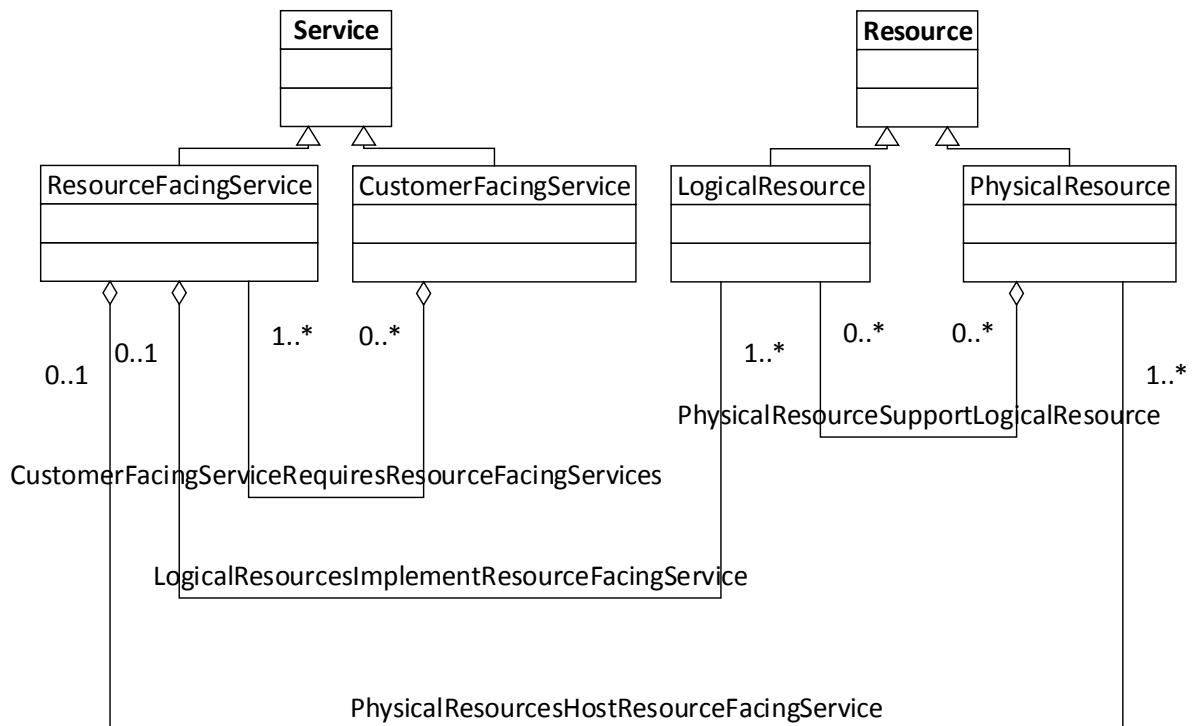 Service
Resource
ResourceFacingService
CustomerFacingService
LogicalResource
PhysicalResource
0..1
0..1
1..*
0..*
1..*
0..*
0..*
1..*
PhysicalResourceSupportLogicalResource
CustomerFacingServiceRequiresResourceFacingServices
LogicalResourcesImplementResourceFacingService
PhysicalResourcesHostResourceFacingService